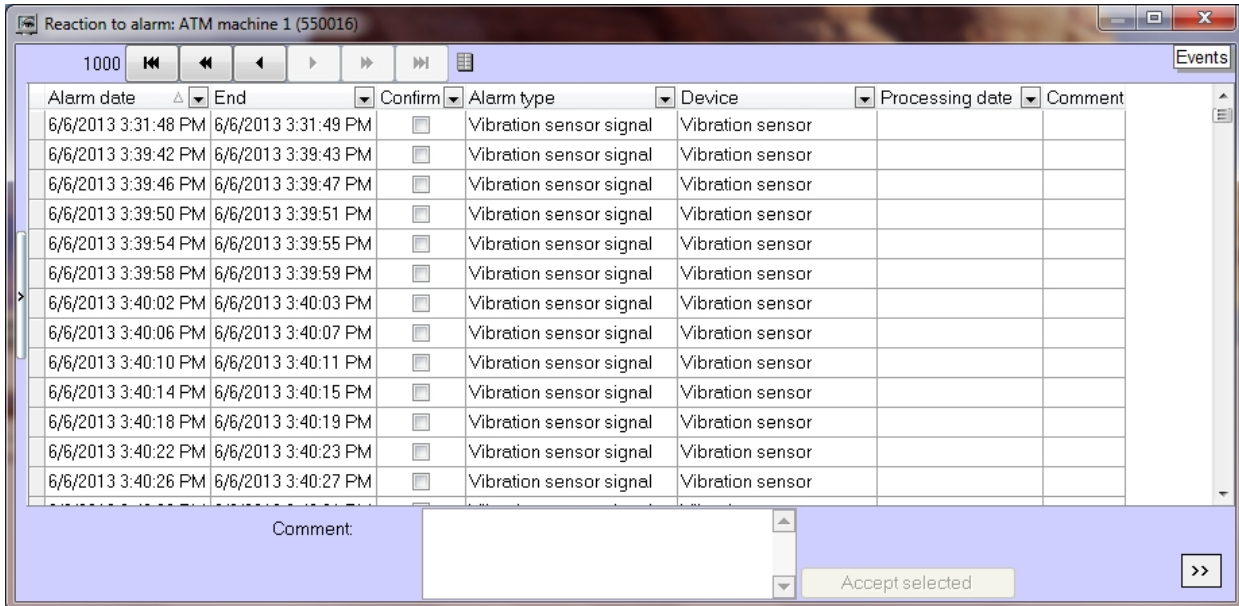 Reaction to alarm: ATM machine 1 (550016)
1000
Events
Alarm date End Confirm Alarm type Device Processing date Comment
6/6/2013 3:31:48 PM 6/6/2013 3:31:49 PM Vibration sensor signal Vibration sensor
6/6/2013 3:39:42 PM 6/6/2013 3:39:43 PM Vibration sensor signal Vibration sensor
6/6/2013 3:39:46 PM 6/6/2013 3:39:47 PM Vibration sensor signal Vibration sensor
6/6/2013 3:39:50 PM 6/6/2013 3:39:51 PM Vibration sensor signal Vibration sensor
6/6/2013 3:39:54 PM 6/6/2013 3:39:55 PM Vibration sensor signal Vibration sensor
6/6/2013 3:39:58 PM 6/6/2013 3:39:59 PM Vibration sensor signal Vibration sensor
6/6/2013 3:40:02 PM 6/6/2013 3:40:03 PM Vibration sensor signal Vibration sensor
6/6/2013 3:40:06 PM 6/6/2013 3:40:07 PM Vibration sensor signal Vibration sensor
6/6/2013 3:40:10 PM 6/6/2013 3:40:11 PM Vibration sensor signal Vibration sensor
6/6/2013 3:40:14 PM 6/6/2013 3:40:15 PM Vibration sensor signal Vibration sensor
6/6/2013 3:40:18 PM 6/6/2013 3:40:19 PM Vibration sensor signal Vibration sensor
6/6/2013 3:40:22 PM 6/6/2013 3:40:23 PM Vibration sensor signal Vibration sensor
6/6/2013 3:40:26 PM 6/6/2013 3:40:27 PM Vibration sensor signal Vibration sensor
Comment:
Accept selected
>>